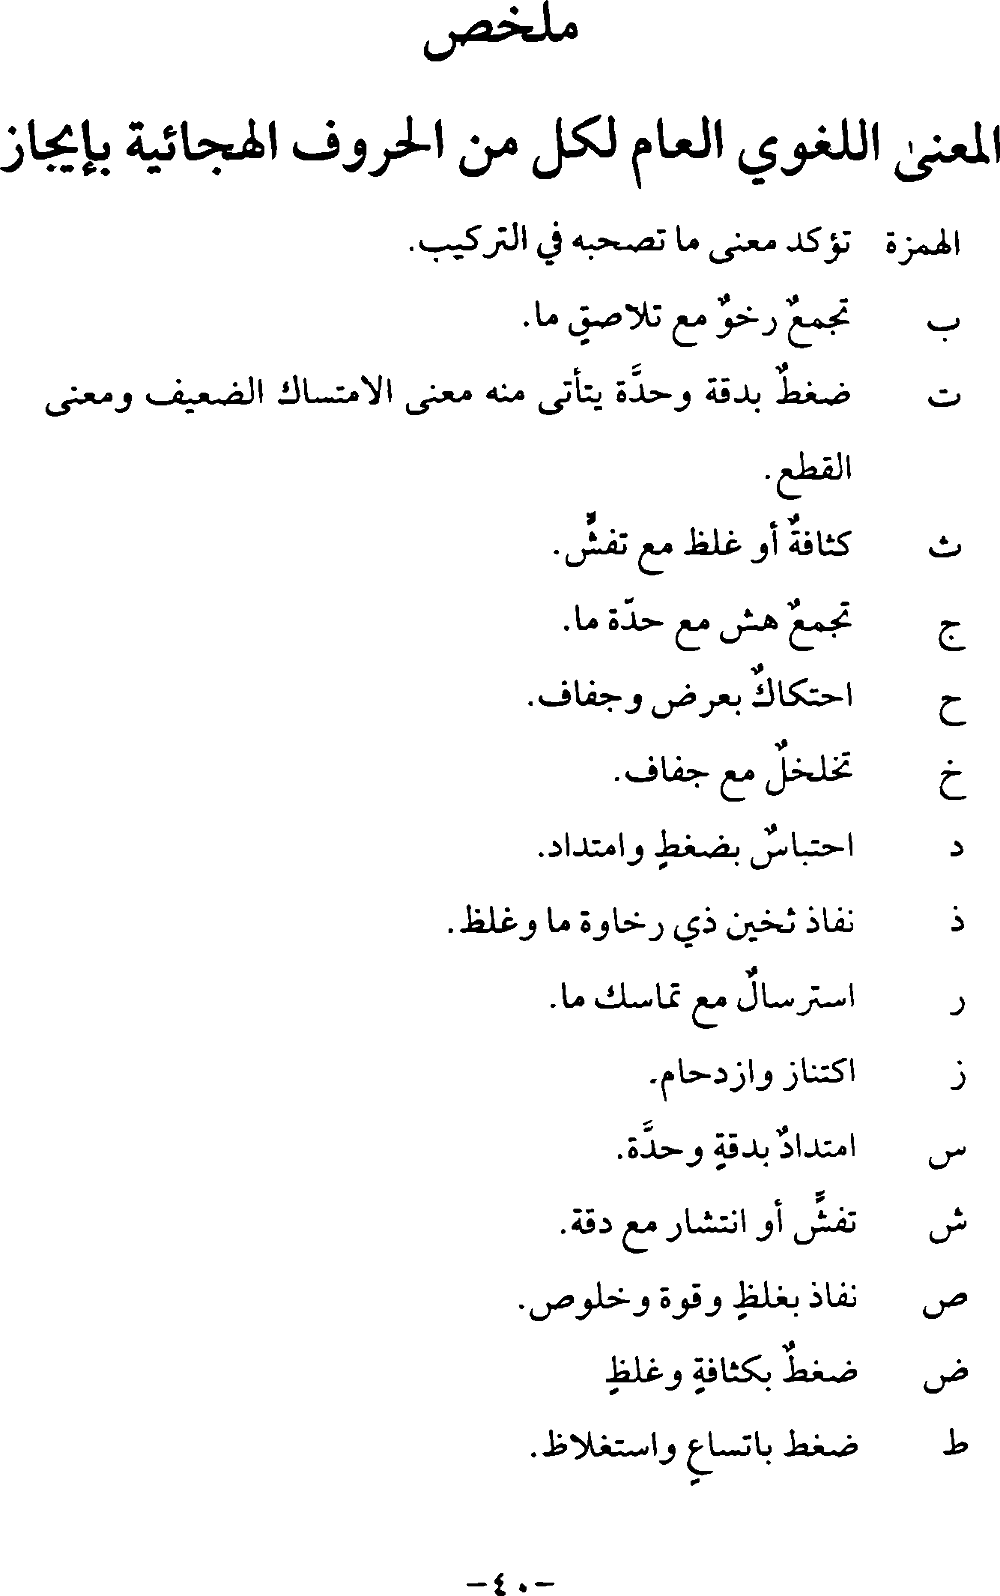 ملخص
المعنىٰ اللغوي العام لكل من الحروف الهجائية بإيجاز
الهمزة تؤكد معنى ما تصحبه في التركيب.
ب تجمعٌ رخوٌ مع تلاصقٍ ما.
ت ضغطٌ بدقة وحدَّة يتأتى منه معنى الامتساك الضعيف ومعنى
القطع.
ث كثافةٌ أو غلظ مع تفشٍّ.
ج تجمعٌ هش مع حدّة ما.
ح احتكاكٌ بعرض وجفاف.
خ تخلخلٌ مع جفاف.
د احتباسٌ بضغطٍ وامتداد.
ذ نفاذ ثخين ذي رخاوة ما وغلظ.
ر استرسالٌ مع تماسك ما.
ز اكتناز وازدحام.
س امتدادٌ بدقةٍ وحدَّة.
ش تفشٍّ أو انتشار مع دقة.
ص نفاذ بغلظٍ وقوة وخلوص.
ض ضغطٌ بكثافةٍ وغلظٍ
ط ضغط باتساعٍ واستغلاظ.
-٤٠-